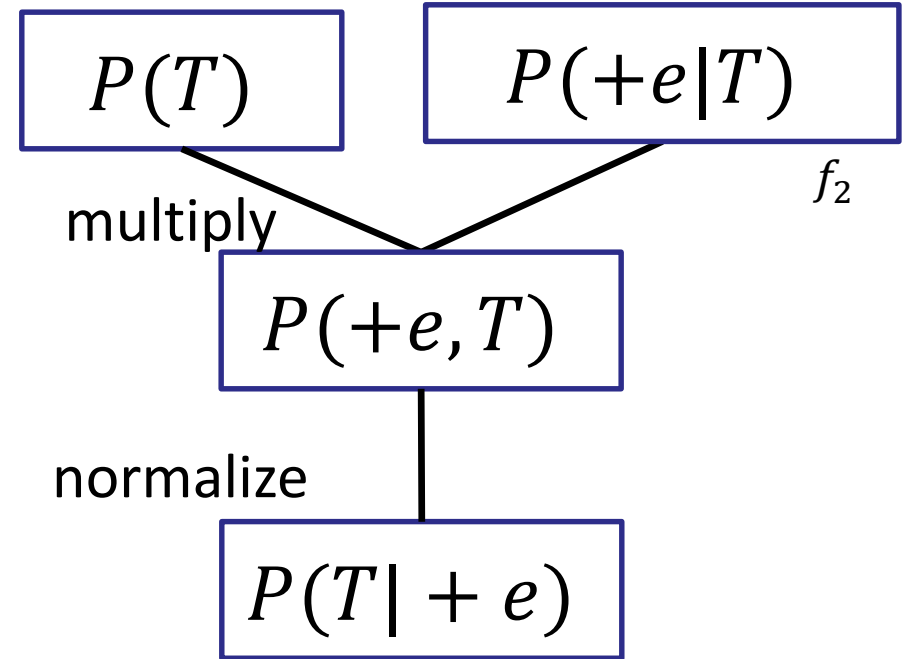 P(T)
P(+e|T)
f₂
multiply
P(+e, T)
normalize
P(T| + e)